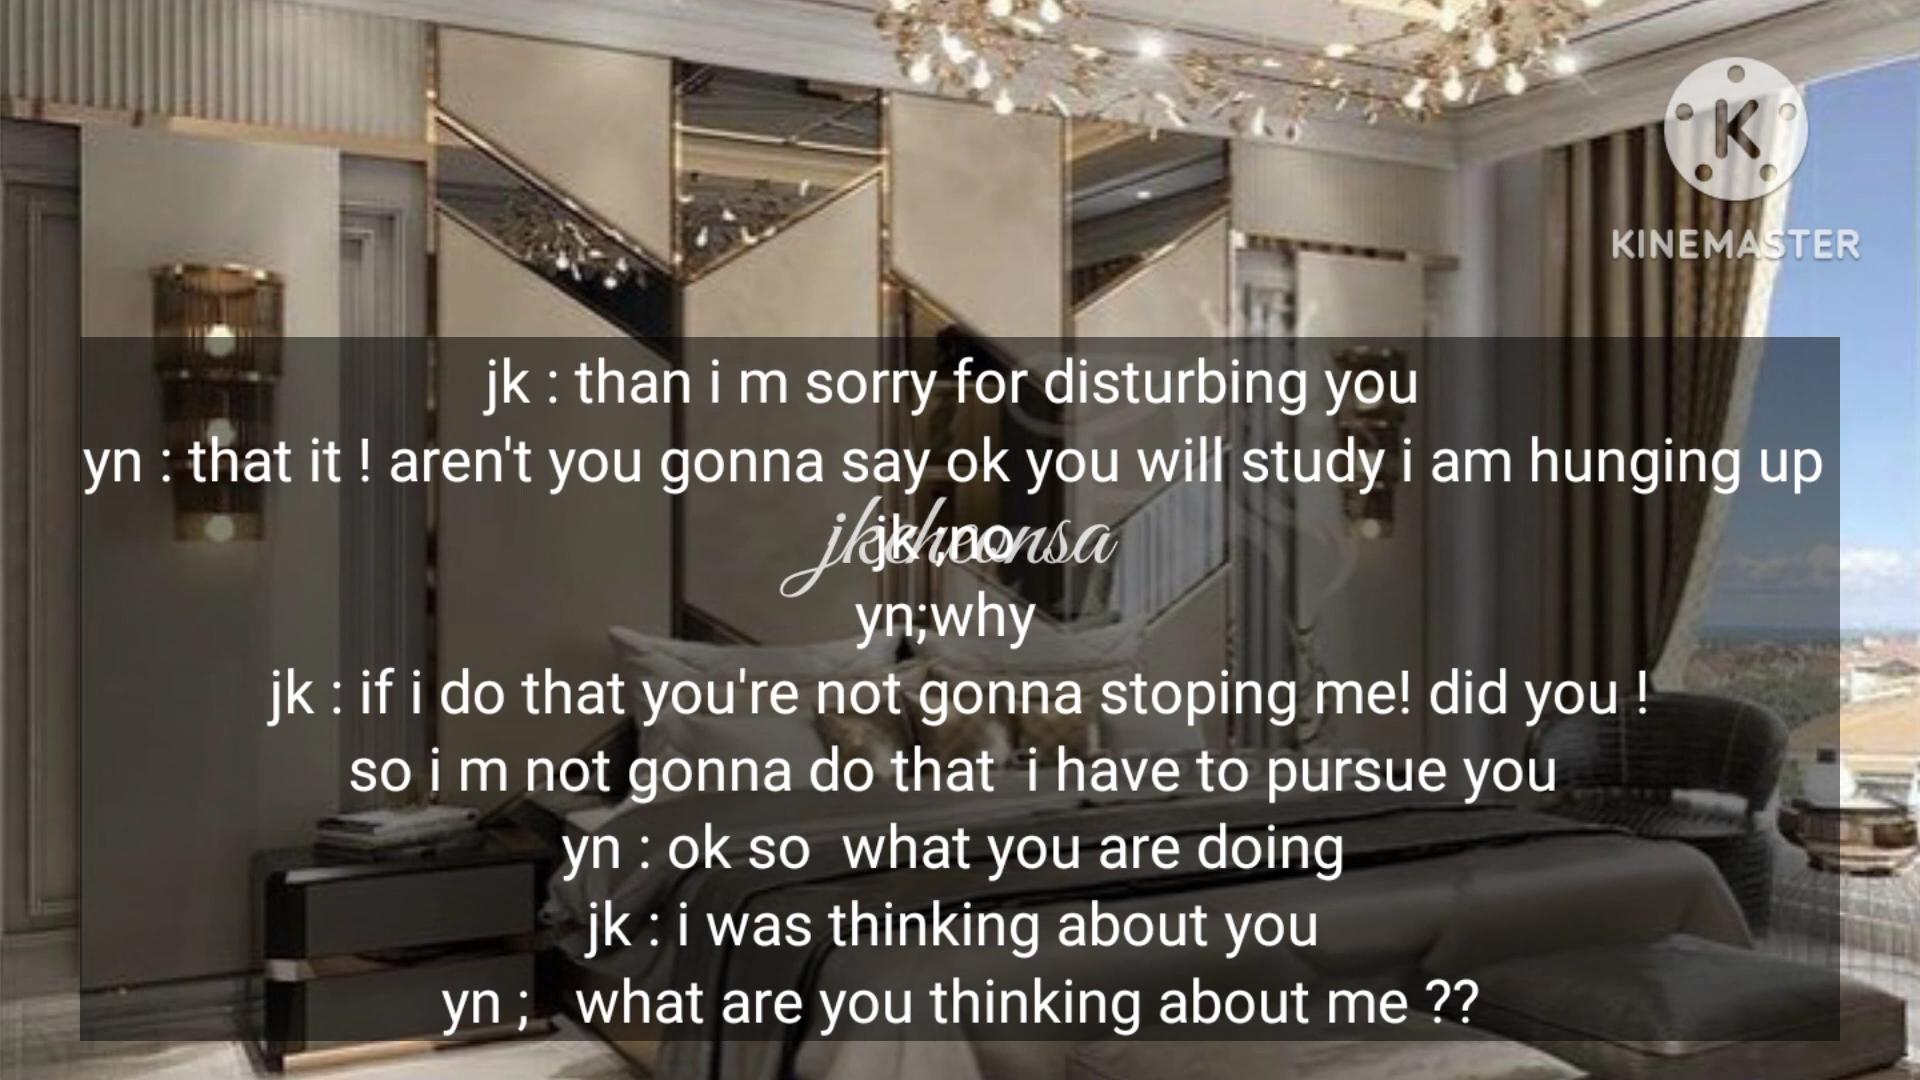 KINEMASTER
jk : than i m sorry for disturbing you
yn : that it ! aren't you gonna say ok you will study i am hunging up
jk ;no
jkcheonsa
yn;why
jk : if i do that you're not gonna stoping me! did you !
so i m not gonna do that i have to pursue you
yn : ok so what you are doing
jk : i was thinking about you
yn ; what are you thinking about me ??